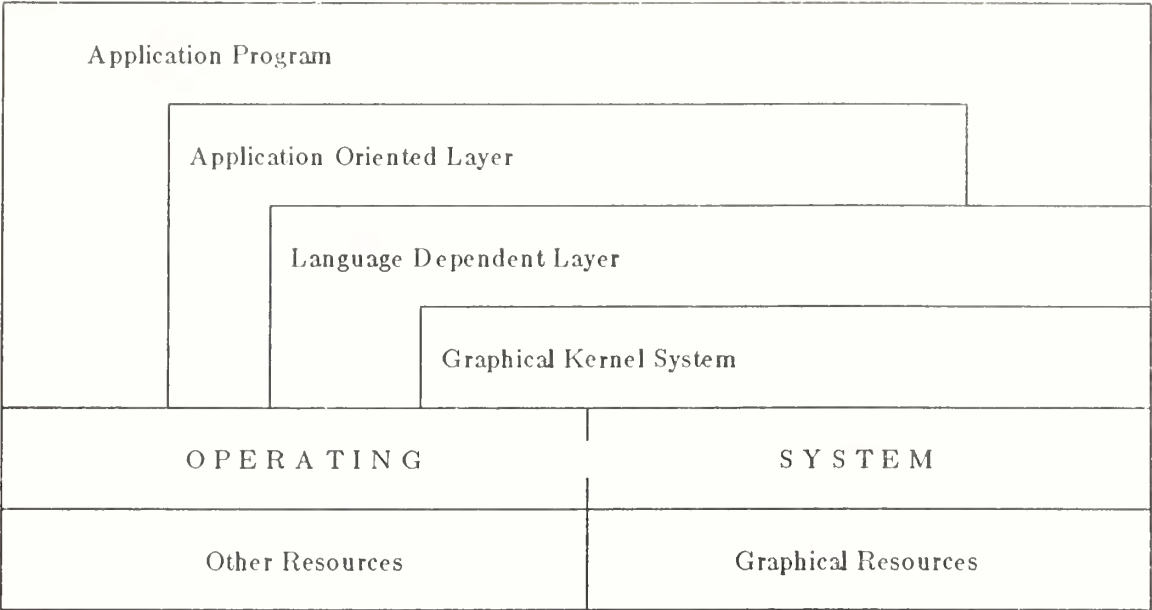 Application Program
Application Oriented Layer
Language Dependent Layer
Graphical Kernel System
OPERATING SYSTEM
Other Resources Graphical Resources